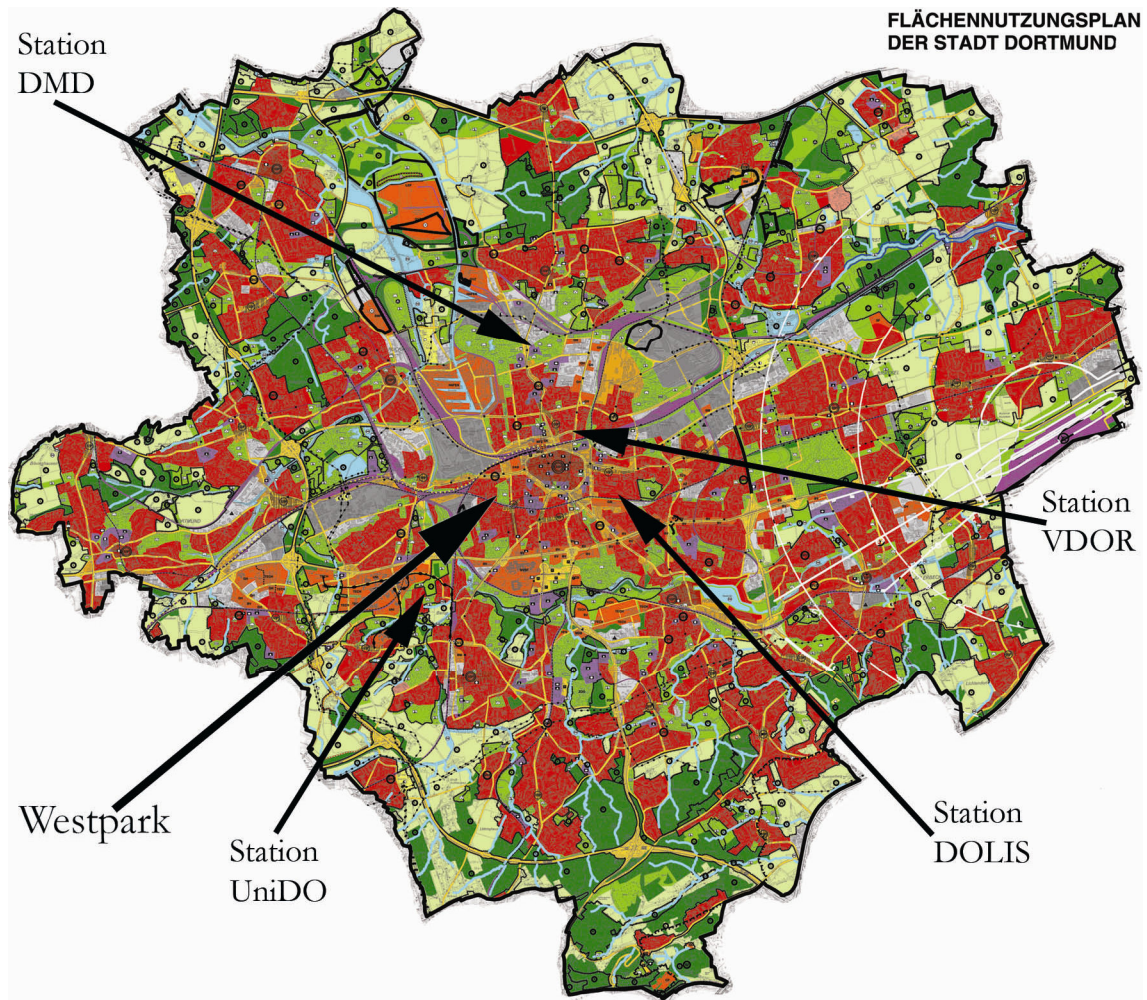 FLÄCHENNUTZUNGSPLAN
DER STADT DORTMUND
Station
DMD
Station
VDOR
Westpark
Station
UniDO
Station
DOLIS